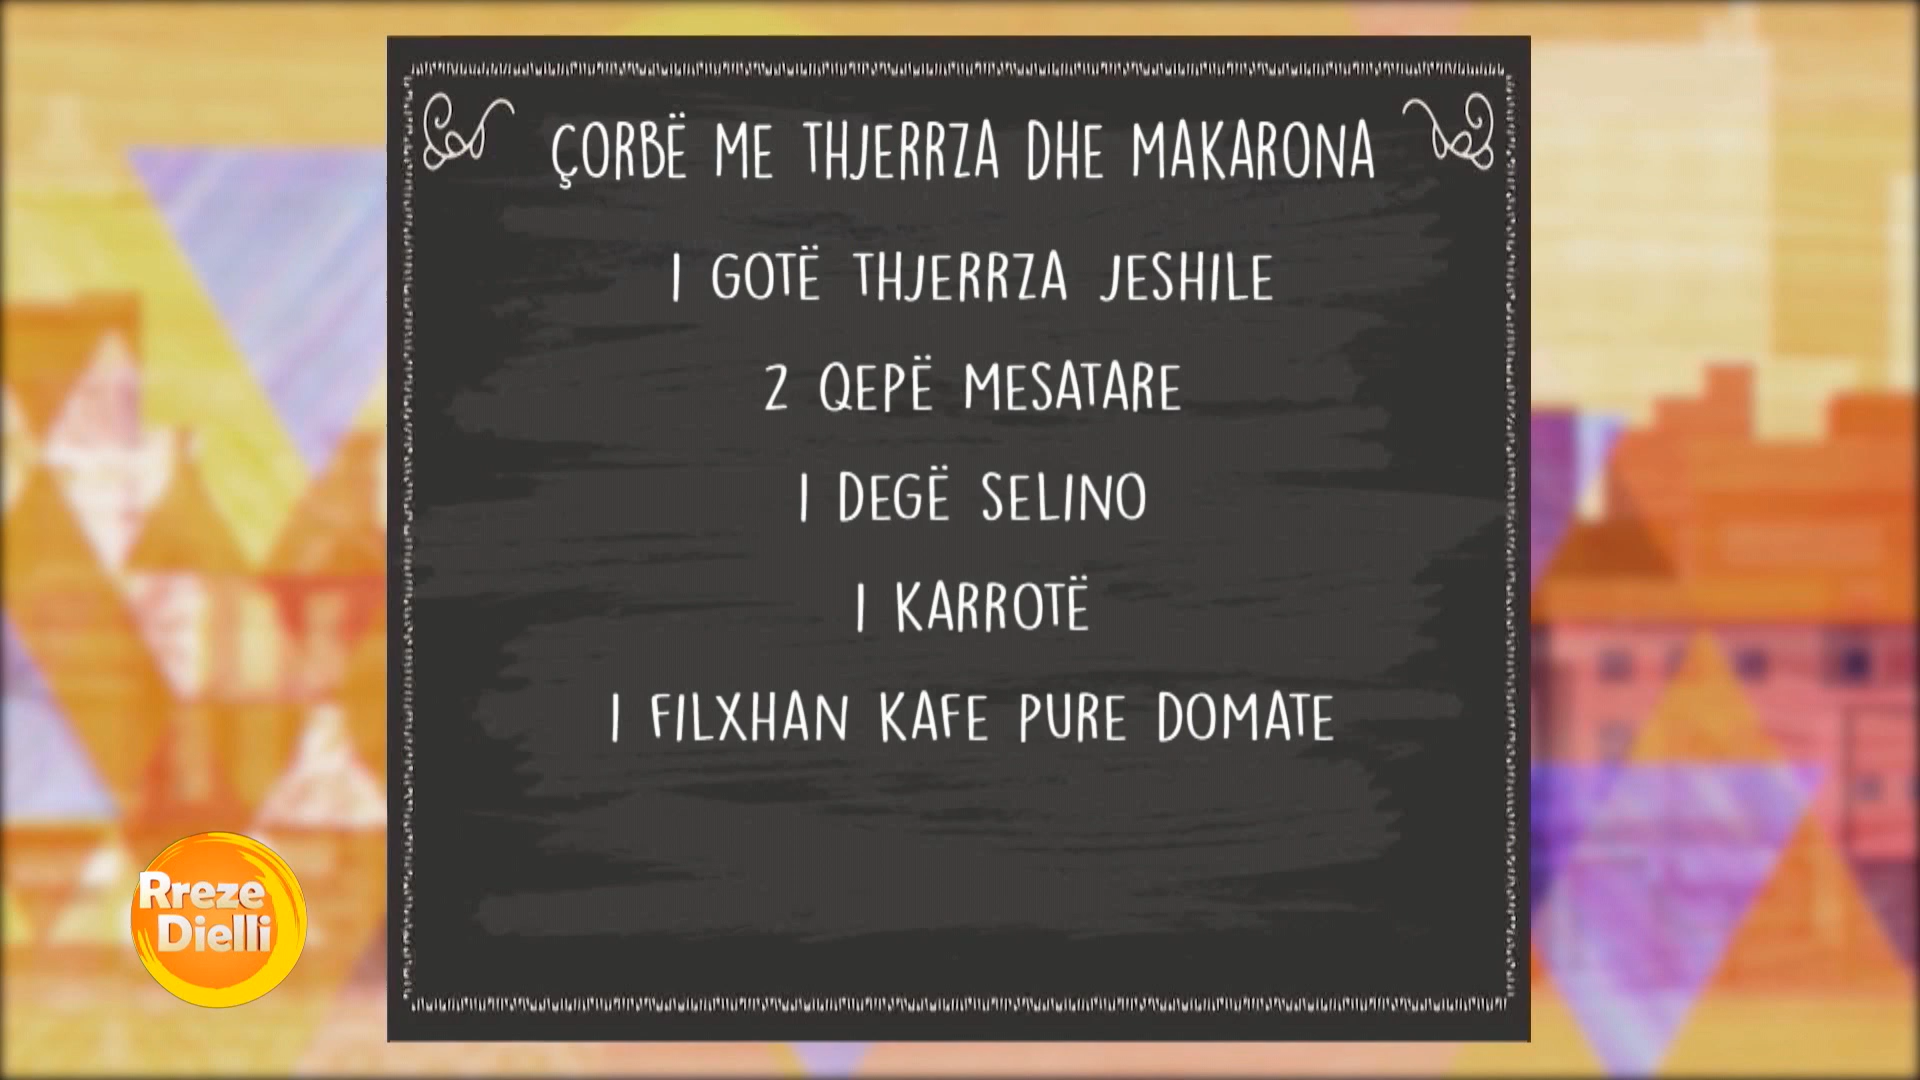 ÇORBË ME THJERRZA DHE MAKARONA
1 GOTË THJERRZA JESHILE
2 QEPË MESATARE
1 DEGË SELINO
1 KARROTË
1 FILXHAN KAFE PURE DOMATE
Rreze
Dielli